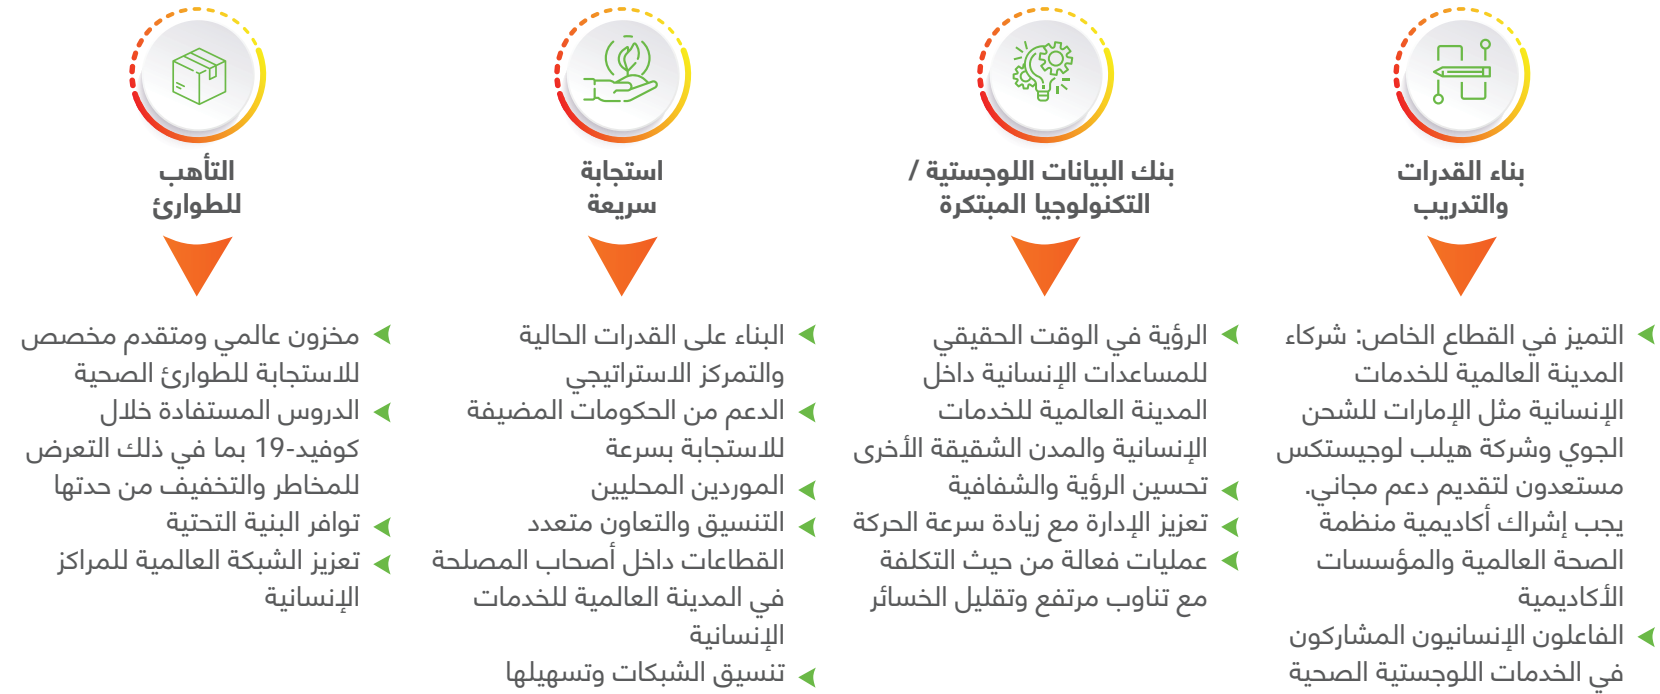 بناء القدرات
والتدريب
التميز في القطاع الخاص: شركاء
المدينة العالمية للخدمات
الإنسانية مثل الإمارات للشحن
الجوي وشركة هيلب لوجيستكس
مستعدون لتقديم دعم مجاني.
يجب إشراك أكاديمية منظمة
الصحة العالمية والمؤسسات
الأكاديمية
الفاعلون الإنسانيون المشاركون
في الخدمات اللوجستية الصحية
بنك البيانات اللوجستية /
التكنولوجيا المبتكرة
الرؤية في الوقت الحقيقي
للمساعدات الإنسانية داخل
المدينة العالمية للخدمات
الإنسانية والمدن الشقيقة الأخرى
تحسين الرؤية والشفافية
تعزيز الإدارة مع زيادة سرعة الحركة
عمليات فعالة من حيث التكلفة
مع تناوب مرتفع وتقليل الخسائر
استجابة
سريعة
البناء على القدرات الحالية
والتمركز الاستراتيجي
الدعم من الحكومات المضيفة
للاستجابة بسرعة
الموردين المحليين
التنسيق والتعاون متعدد
القطاعات داخل أصحاب المصلحة
في المدينة العالمية للخدمات
الإنسانية
تنسيق الشبكات وتسهيلها
التأهب
للطوارئ
مخزون عالمي ومتقدم مخصص
للاستجابة للطوارئ الصحية
الدروس المستفادة خلال
كوفيد-19 بما في ذلك التعرض
للمخاطر والتخفيف من حدتها
توافر البنية التحتية
تعزيز الشبكة العالمية للمراكز
الإنسانية